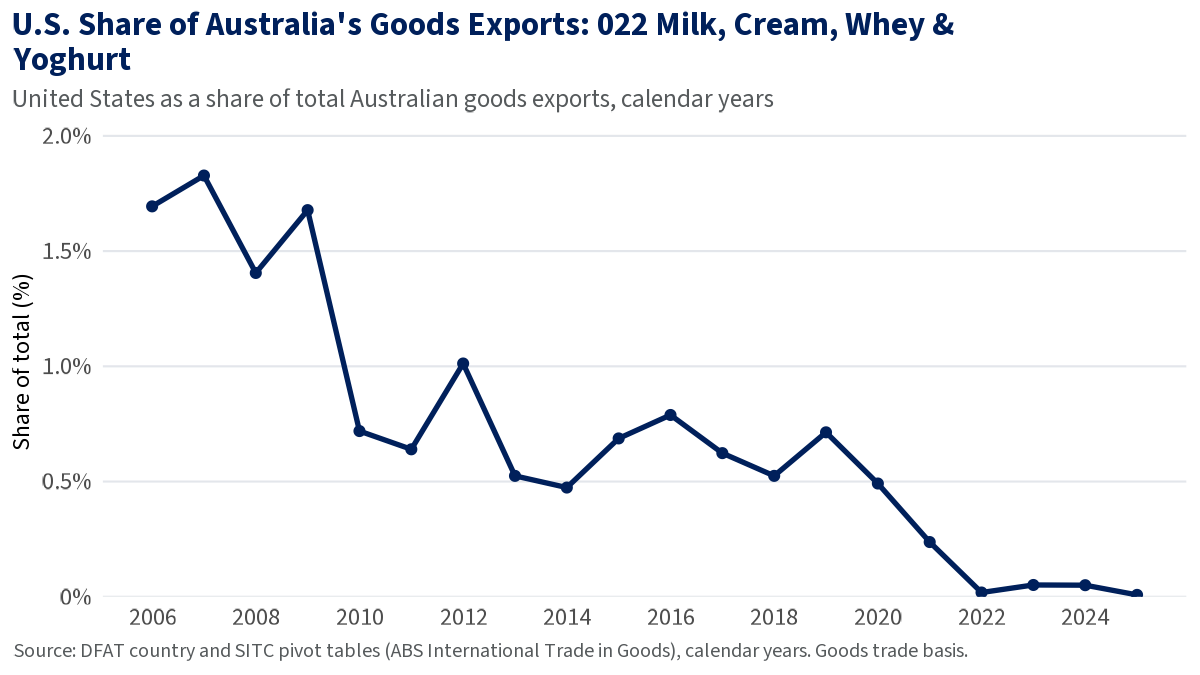 U.S. Share of Australia's Goods Exports: 022 Milk, Cream, Whey &
Yoghurt
United States as a share of total Australian goods exports, calendar years
Share of total (%)
2.0%
1.5%
1.0%
0.5%
0%
2006 2008 2010 2012 2014 2016 2018 2020 2022 2024
Source: DFAT country and SITC pivot tables (ABS International Trade in Goods), calendar years. Goods trade basis.